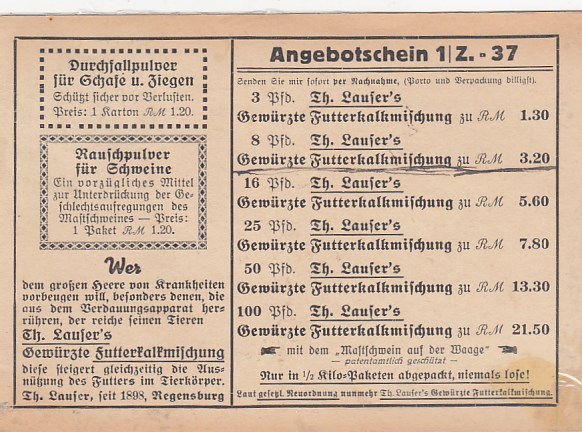 Durchfallpulver
für Schafe u. Ziegen
Schützt sicher vor Verlusten.
Preis: 1 Karton RM 1.20.
Rauschpulver
für Schweine
Ein vorzügliches Mittel
zur Unterdrückung der Ge-
schlechtsaufregungen des
Mastschweines — Preis:
1 Paket RM 1.20.
Wer
dem großen Heere von Krankheiten
vorbeugen will, besonders denen, die
aus dem Verdauungsapparat her-
rühren, der reiche seinen Tieren
Th. Lauser's
Gewürzte Futterkalkmischung
diese steigert gleichzeitig die Aus-
nützung des Futters im Tierkörper.
Th. Lauser, seit 1898, Regensburg
Angebotschein 1/Z. - 37
Senden Sie mir sofort per Nachnahme, (Porto und Verpackung billigst).
3 Pfd. Th. Lauser's
Gewürzte Futterkalkmischung zu RM 1.30
8 Pfd. Th. Lauser's
Gewürzte Futterkalkmischung zu RM 3.20
16 Pfd. Th. Lauser's
Gewürzte Futterkalkmischung zu RM 5.60
25 Pfd. Th. Lauser's
Gewürzte Futterkalkmischung zu RM 7.80
50 Pfd. Th. Lauser's
Gewürzte Futterkalkmischung zu RM 13.30
100 Pfd. Th. Lauser's
Gewürzte Futterkalkmischung zu RM 21.50
mit dem "Mastschwein auf der Waage"
— patentamtlich geschützt —
Nur in 1/2 Kilo-Paketen abgepackt, niemals lose!
Laut gesetzl. Neuordnung nunmehr Th. Lauser's Gewürzte Futterkalkmischung.